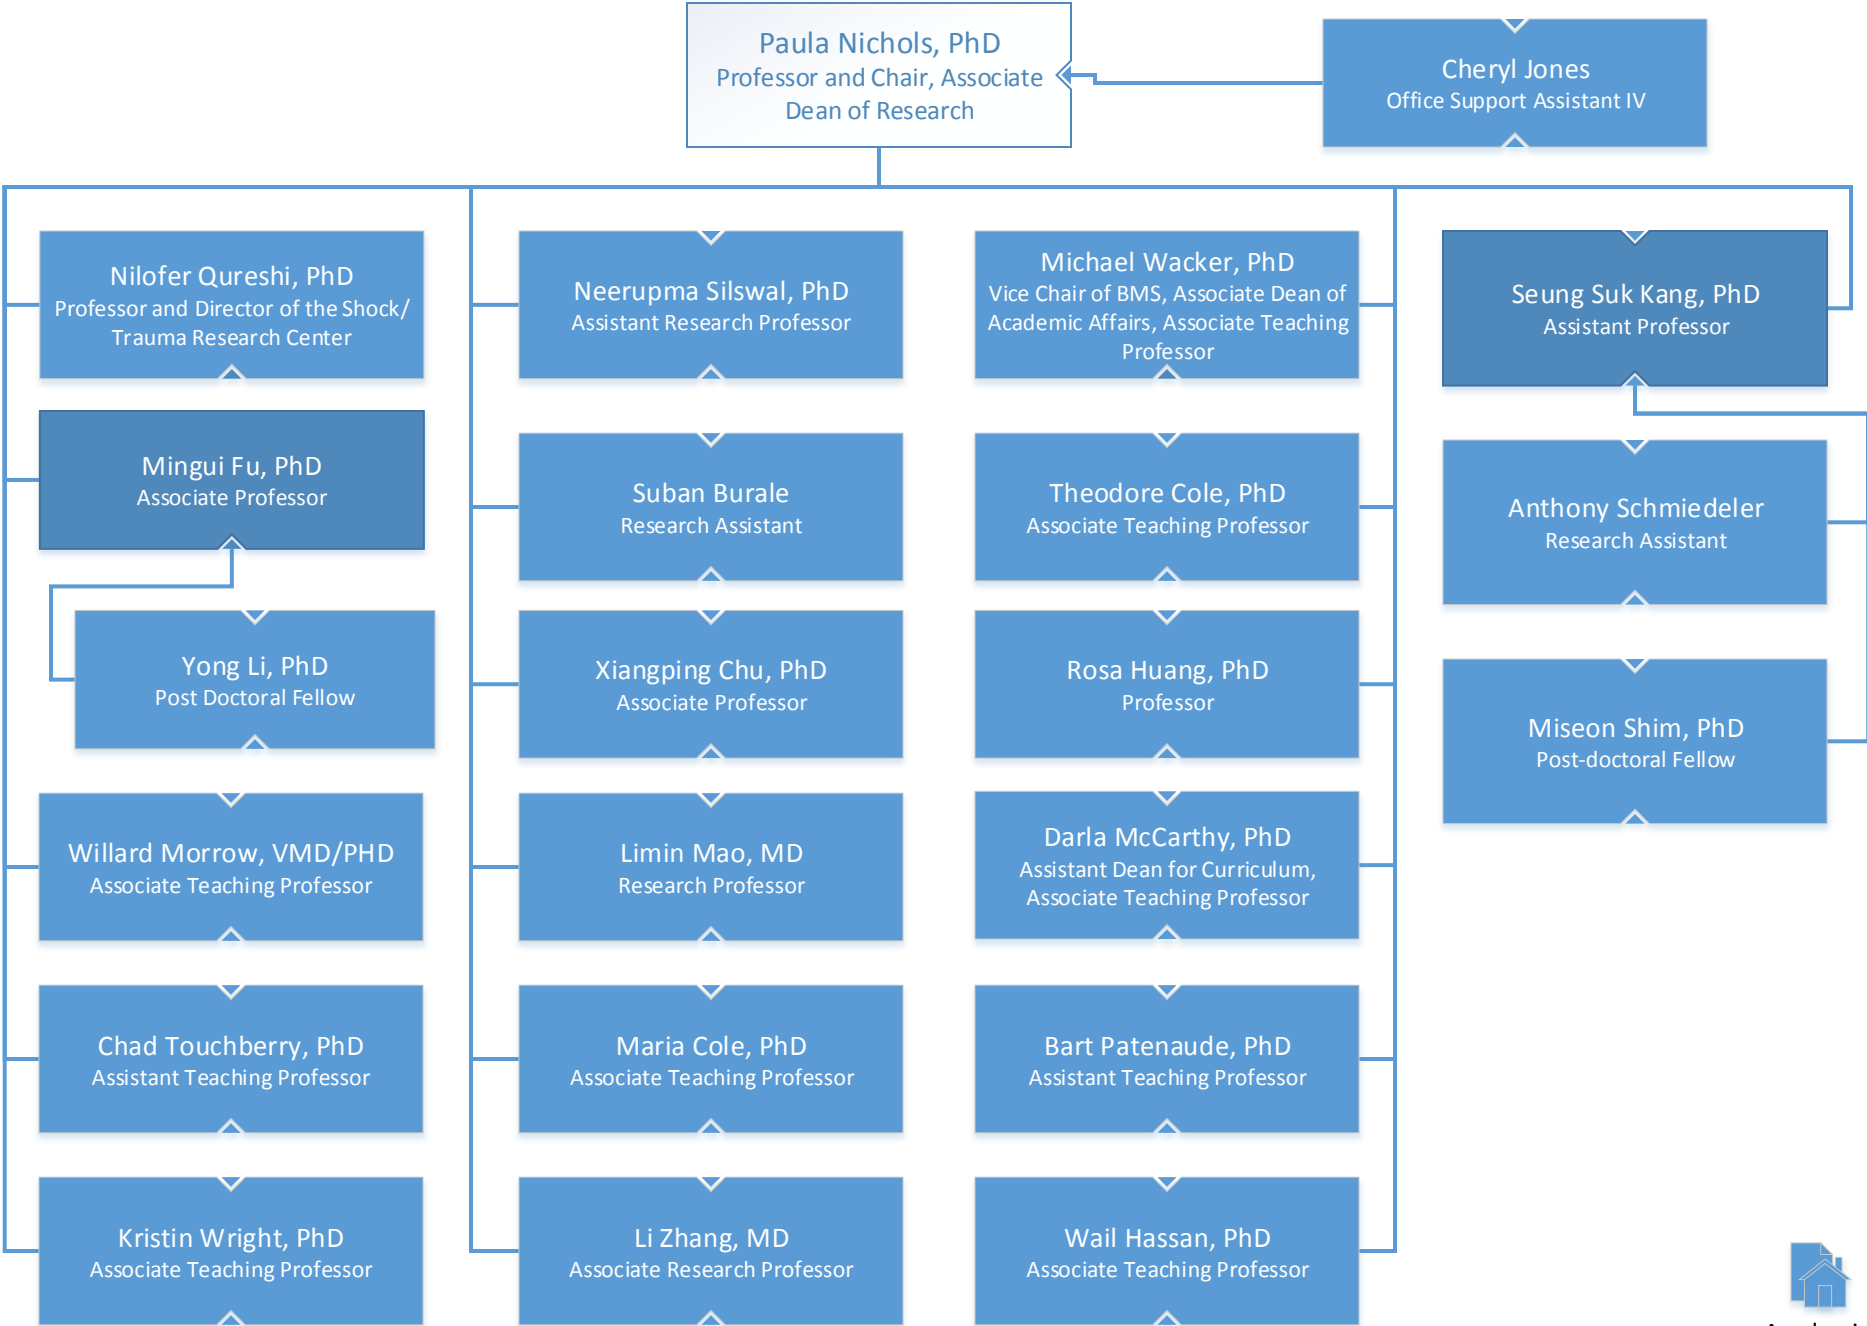 Paula Nichols, PhD
Professor and Chair, Associate
Dean of Research
Cheryl Jones
Office Support Assistant IV
Nilofer Qureshi, PhD
Professor and Director of the Shock/
Trauma Research Center
Neerupma Silswal, PhD
Assistant Research Professor
Michael Wacker, PhD
Vice Chair of BMS, Associate Dean of
Academic Affairs, Associate Teaching
Professor
Seung Suk Kang, PhD
Assistant Professor
Mingui Fu, PhD
Associate Professor
Suban Burale
Research Assistant
Theodore Cole, PhD
Associate Teaching Professor
Anthony Schmiedeler
Research Assistant
Yong Li, PhD
Post Doctoral Fellow
Xiangping Chu, PhD
Associate Professor
Rosa Huang, PhD
Professor
Miseon Shim, PhD
Post-doctoral Fellow
Willard Morrow, VMD/PHD
Associate Teaching Professor
Limin Mao, MD
Research Professor
Darla McCarthy, PhD
Assistant Dean for Curriculum,
Associate Teaching Professor
Chad Touchberry, PhD
Assistant Teaching Professor
Maria Cole, PhD
Associate Teaching Professor
Bart Patenaude, PhD
Assistant Teaching Professor
Kristin Wright, PhD
Associate Teaching Professor
Li Zhang, MD
Associate Research Professor
Wail Hassan, PhD
Associate Teaching Professor